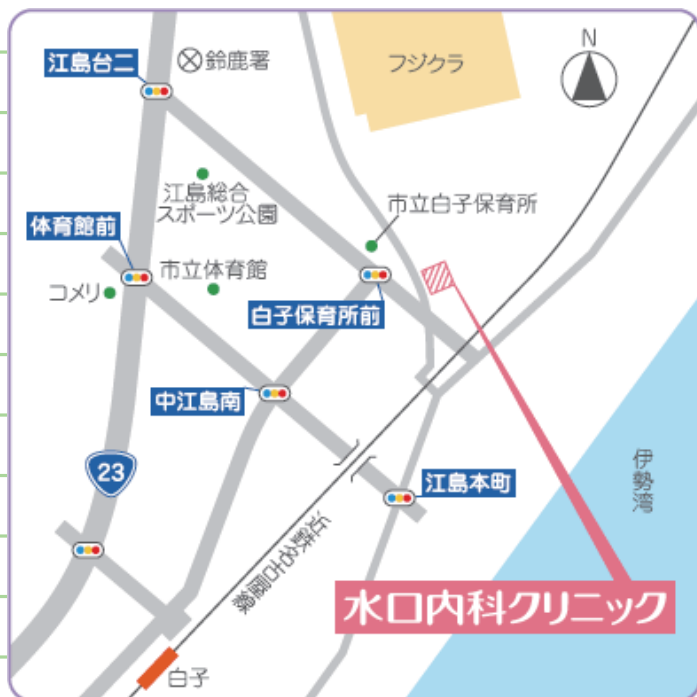 N
江島台二
鈴鹿署
フジクラ
江島総合
スポーツ公園
市立白子保育所
体育館前
市立体育館
コメリ
白子保育所前
中江島南
23
江島本町
伊勢湾
近鉄名古屋線
水口内科クリニック
白子